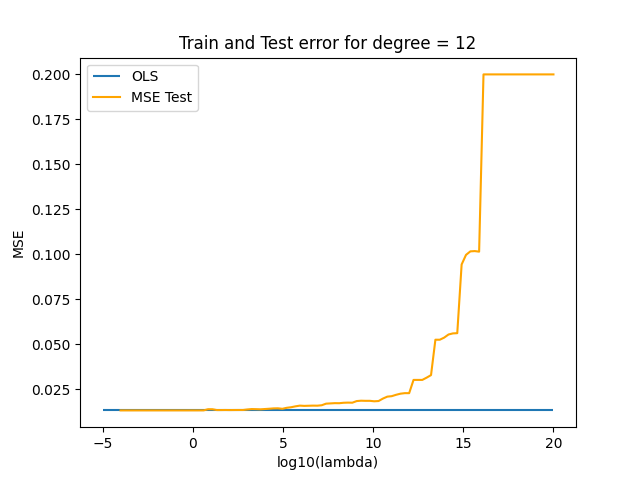 Train and Test error for degree = 12
OLS
MSE Test
MSE
0.200
0.175
0.150
0.125
0.100
0.075
0.050
0.025
−5 0 5 10 15 20
log10(lambda)